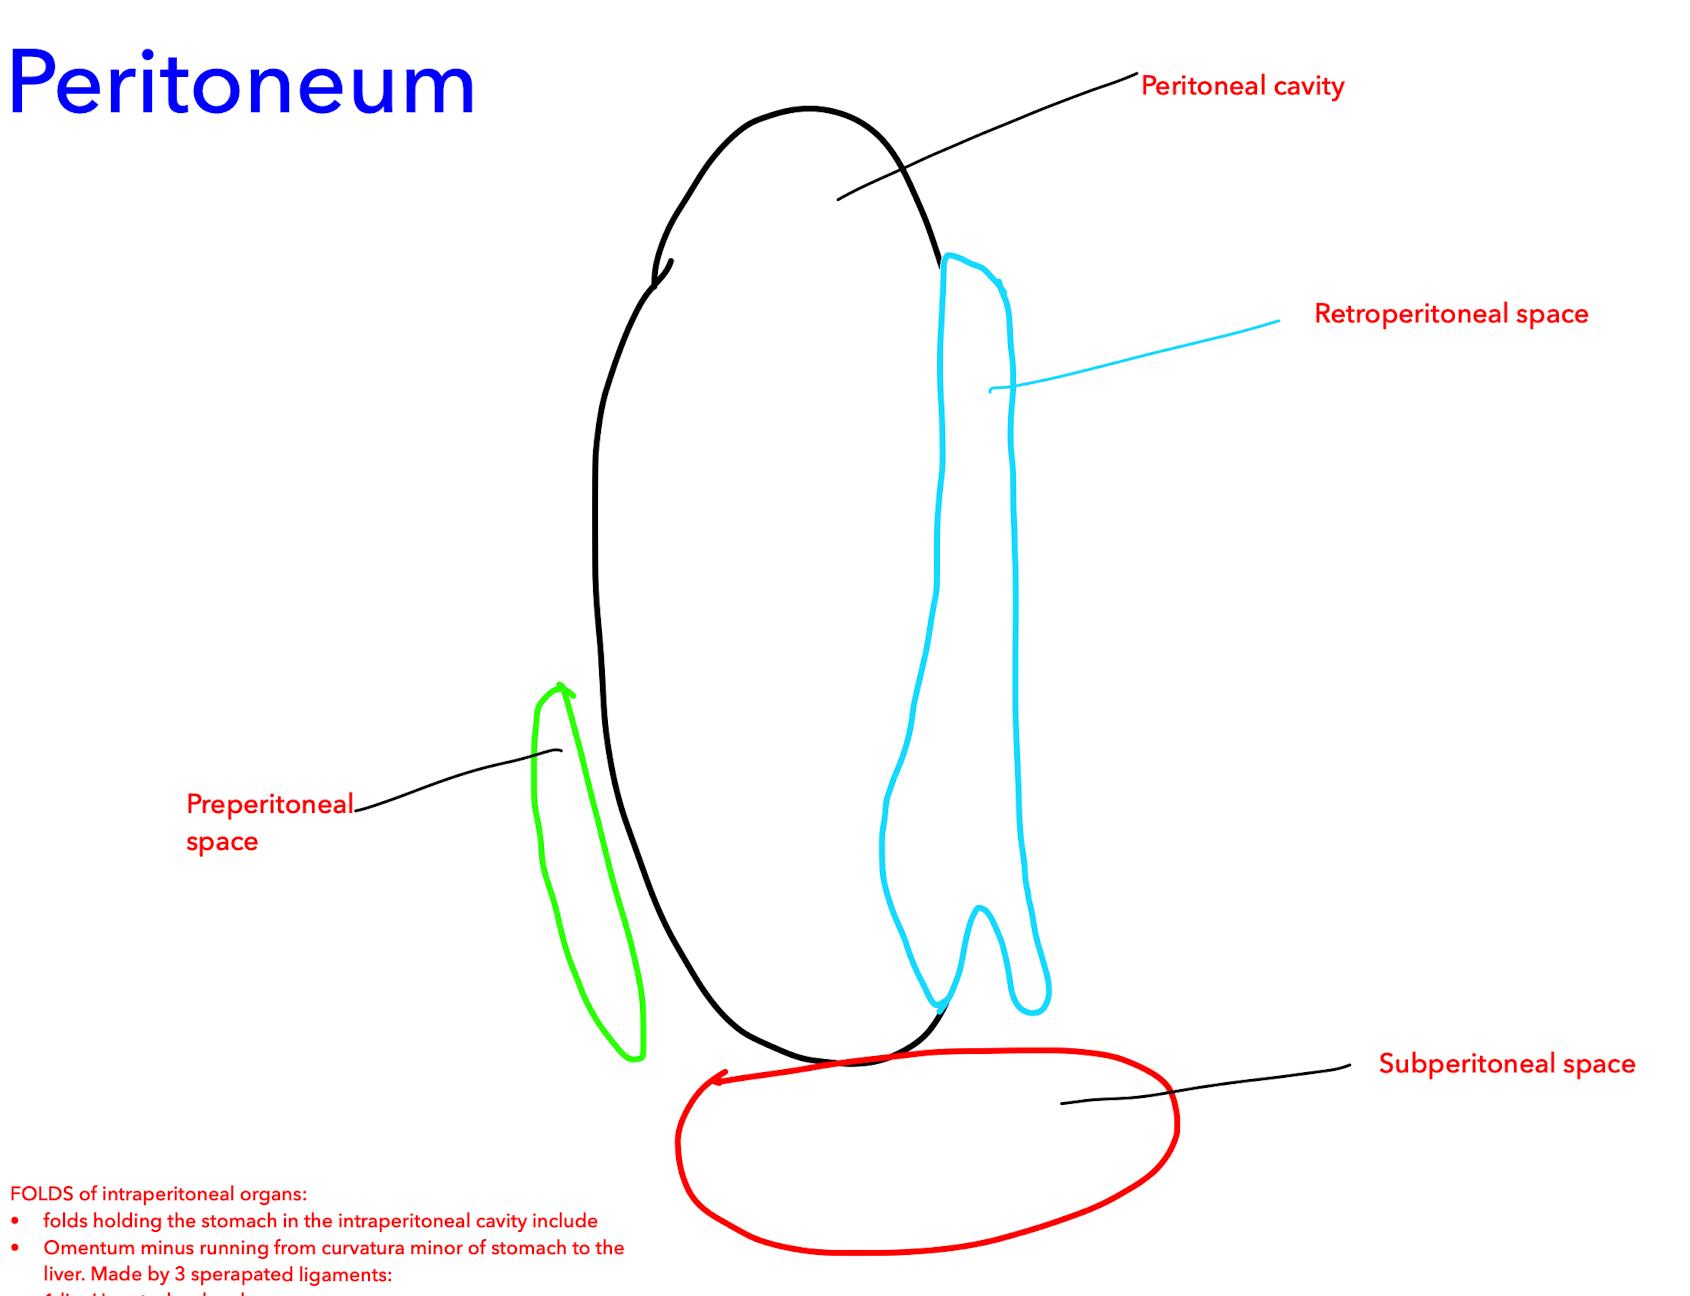 Peritoneum
Peritoneal cavity
Retroperitoneal space
Preperitoneal
space
Subperitoneal space
FOLDS of intraperitoneal organs:
• folds holding the stomach in the intraperitoneal cavity include
• Omentum minus running from curvatura minor of stomach to the
liver. Made by 3 sperapated ligaments: